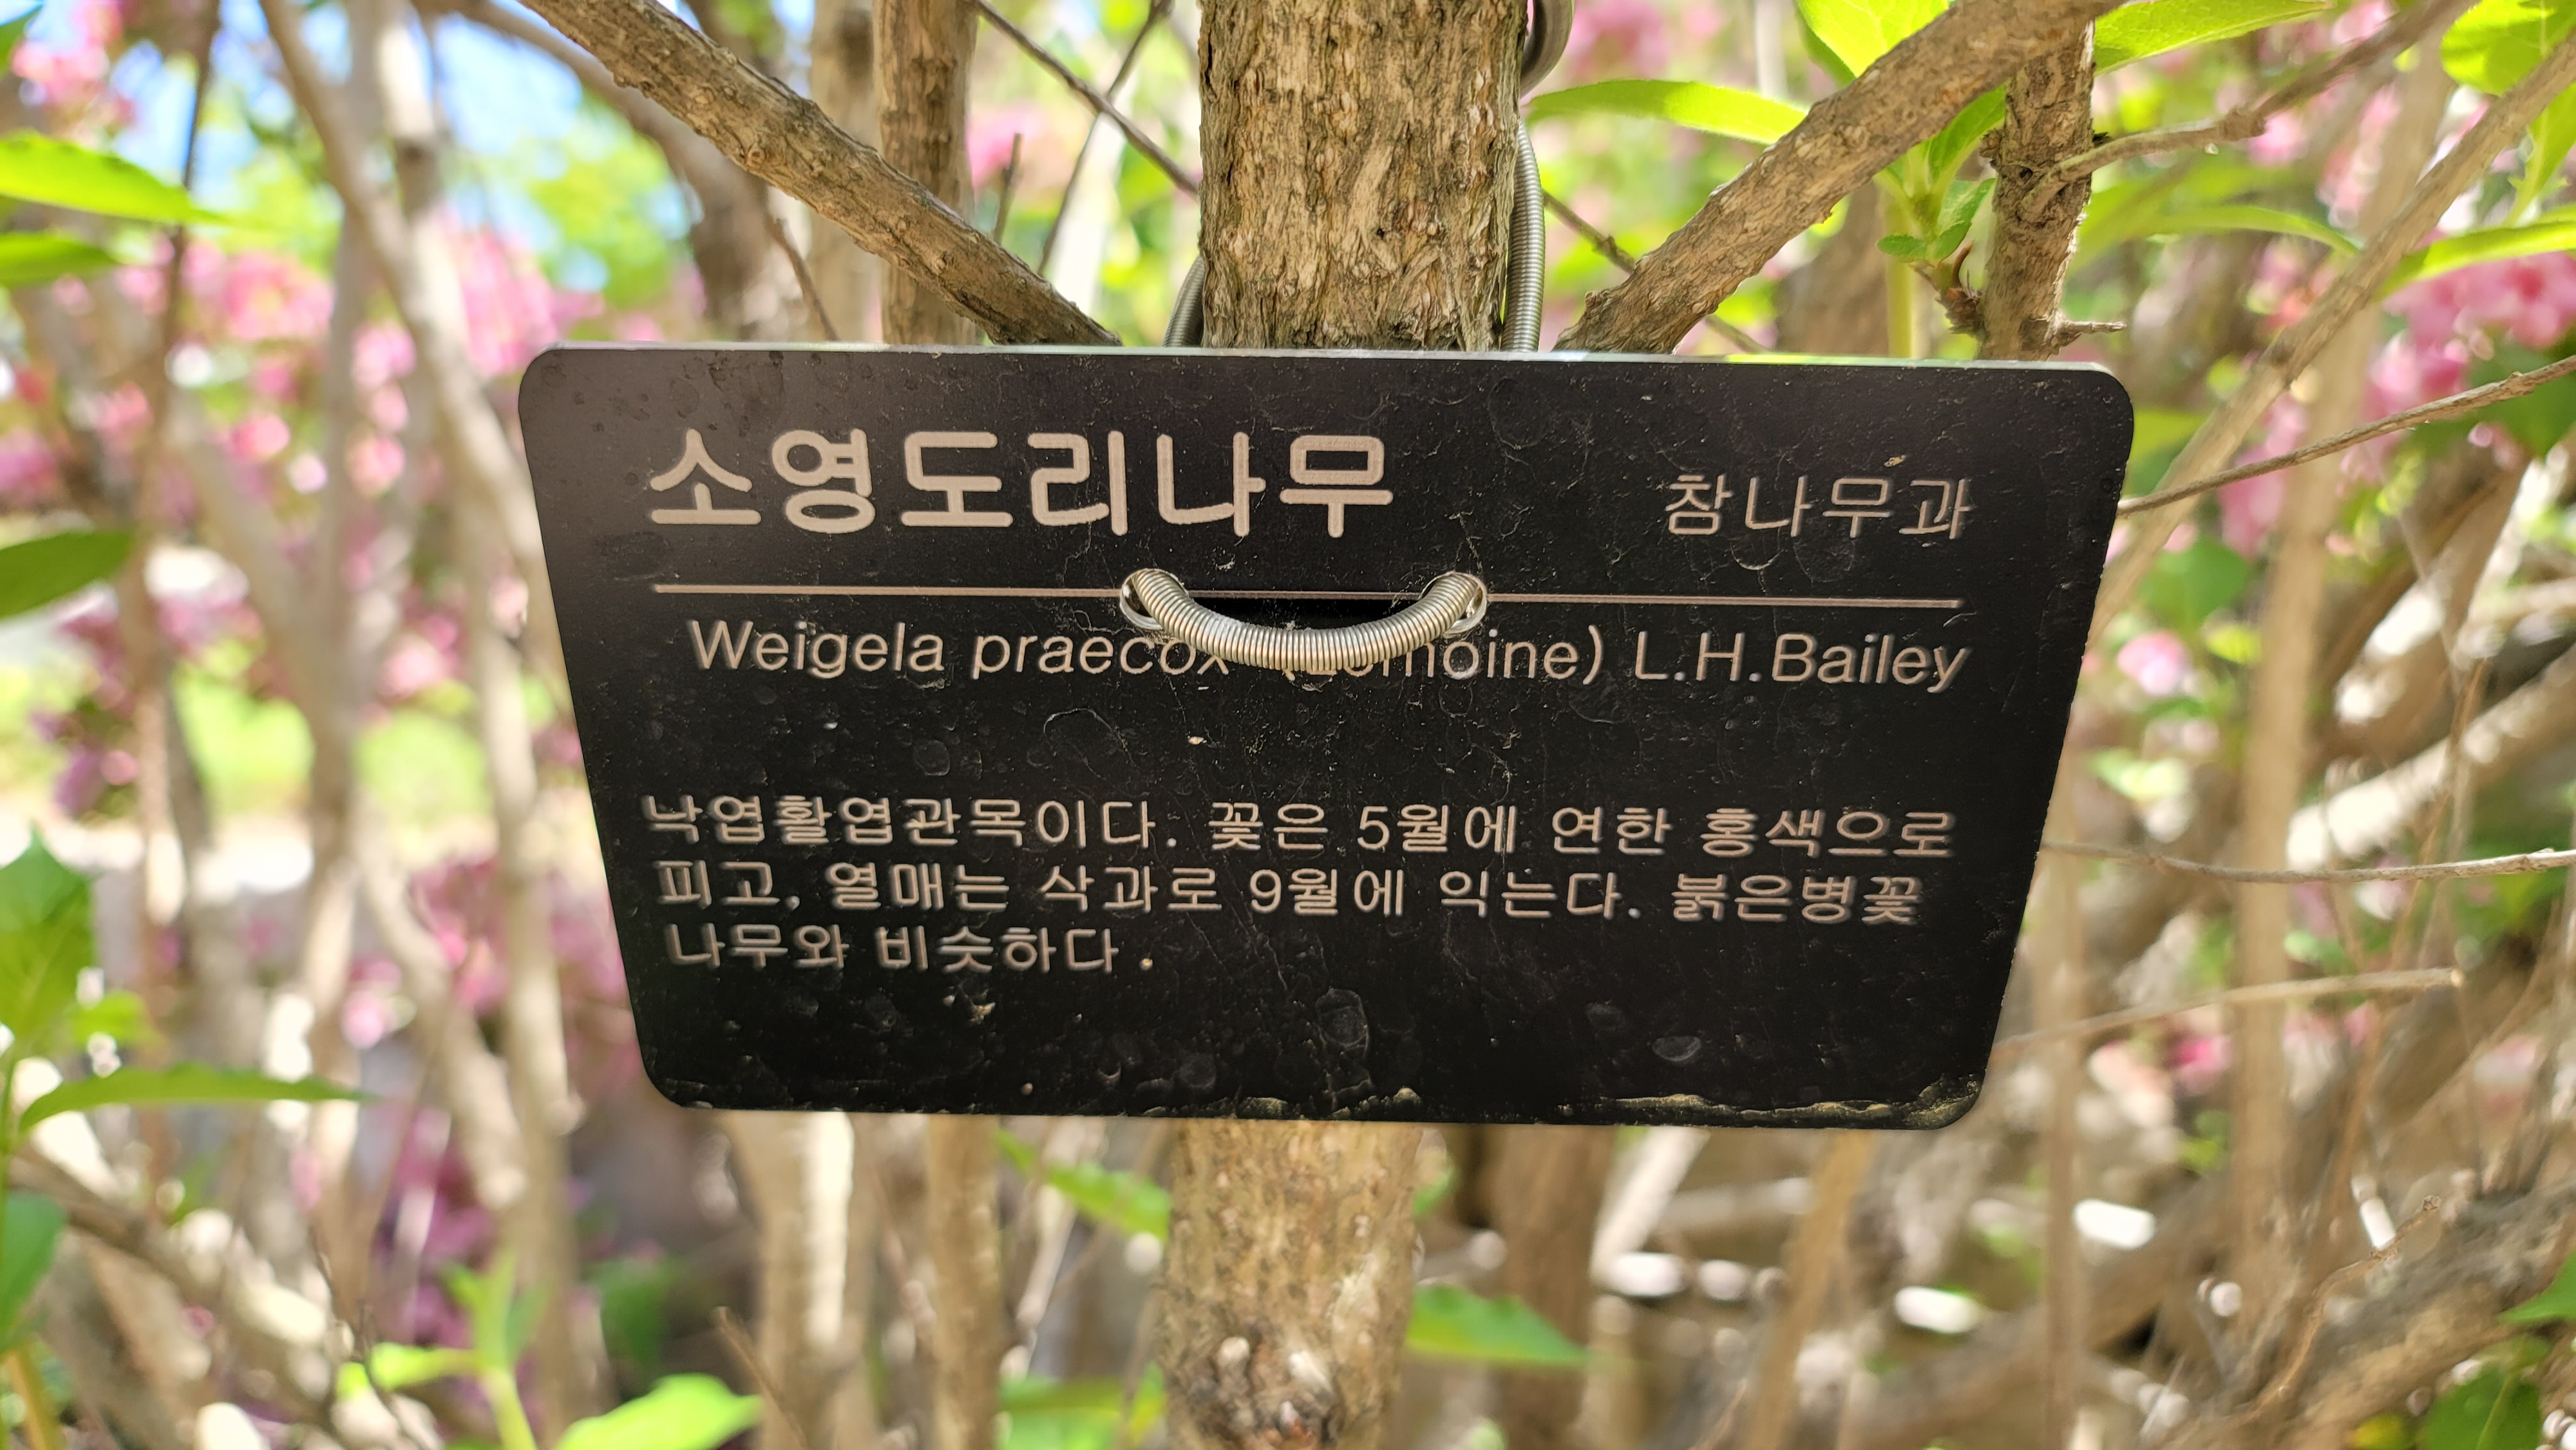 소영도리나무 참나무과
Weigela praecox oine) L.H.Bailey
낙엽활엽관목이다. 꽃은 5월에 연한 홍색으로
피고, 열매는 삭과로 9월에 익는다. 붉은병꽃
나무와 비슷하다.